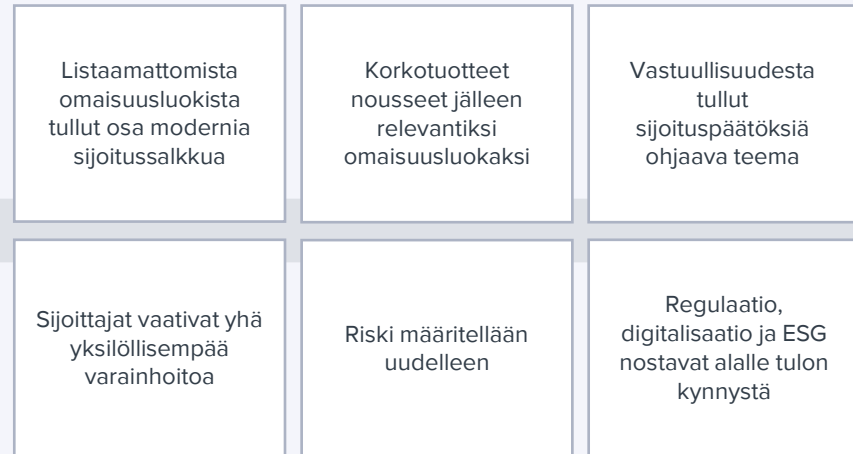 Listaamattomista
omaisuusluokista
tullut osa modernia
sijoitussalkkua
Korkotuotteet
nousseet jälleen
relevantiksi
omaisuusluokaksi
Vastuullisuudesta
tullut
sijoituspäätöksiä
ohjaava teema
Sijoittajat vaativat yhä
yksilöllisempää
varainhoitoa
Riski määritellään
uudelleen
Regulaatio,
digitalisaatio ja ESG
nostavat alalle tulon
kynnystä